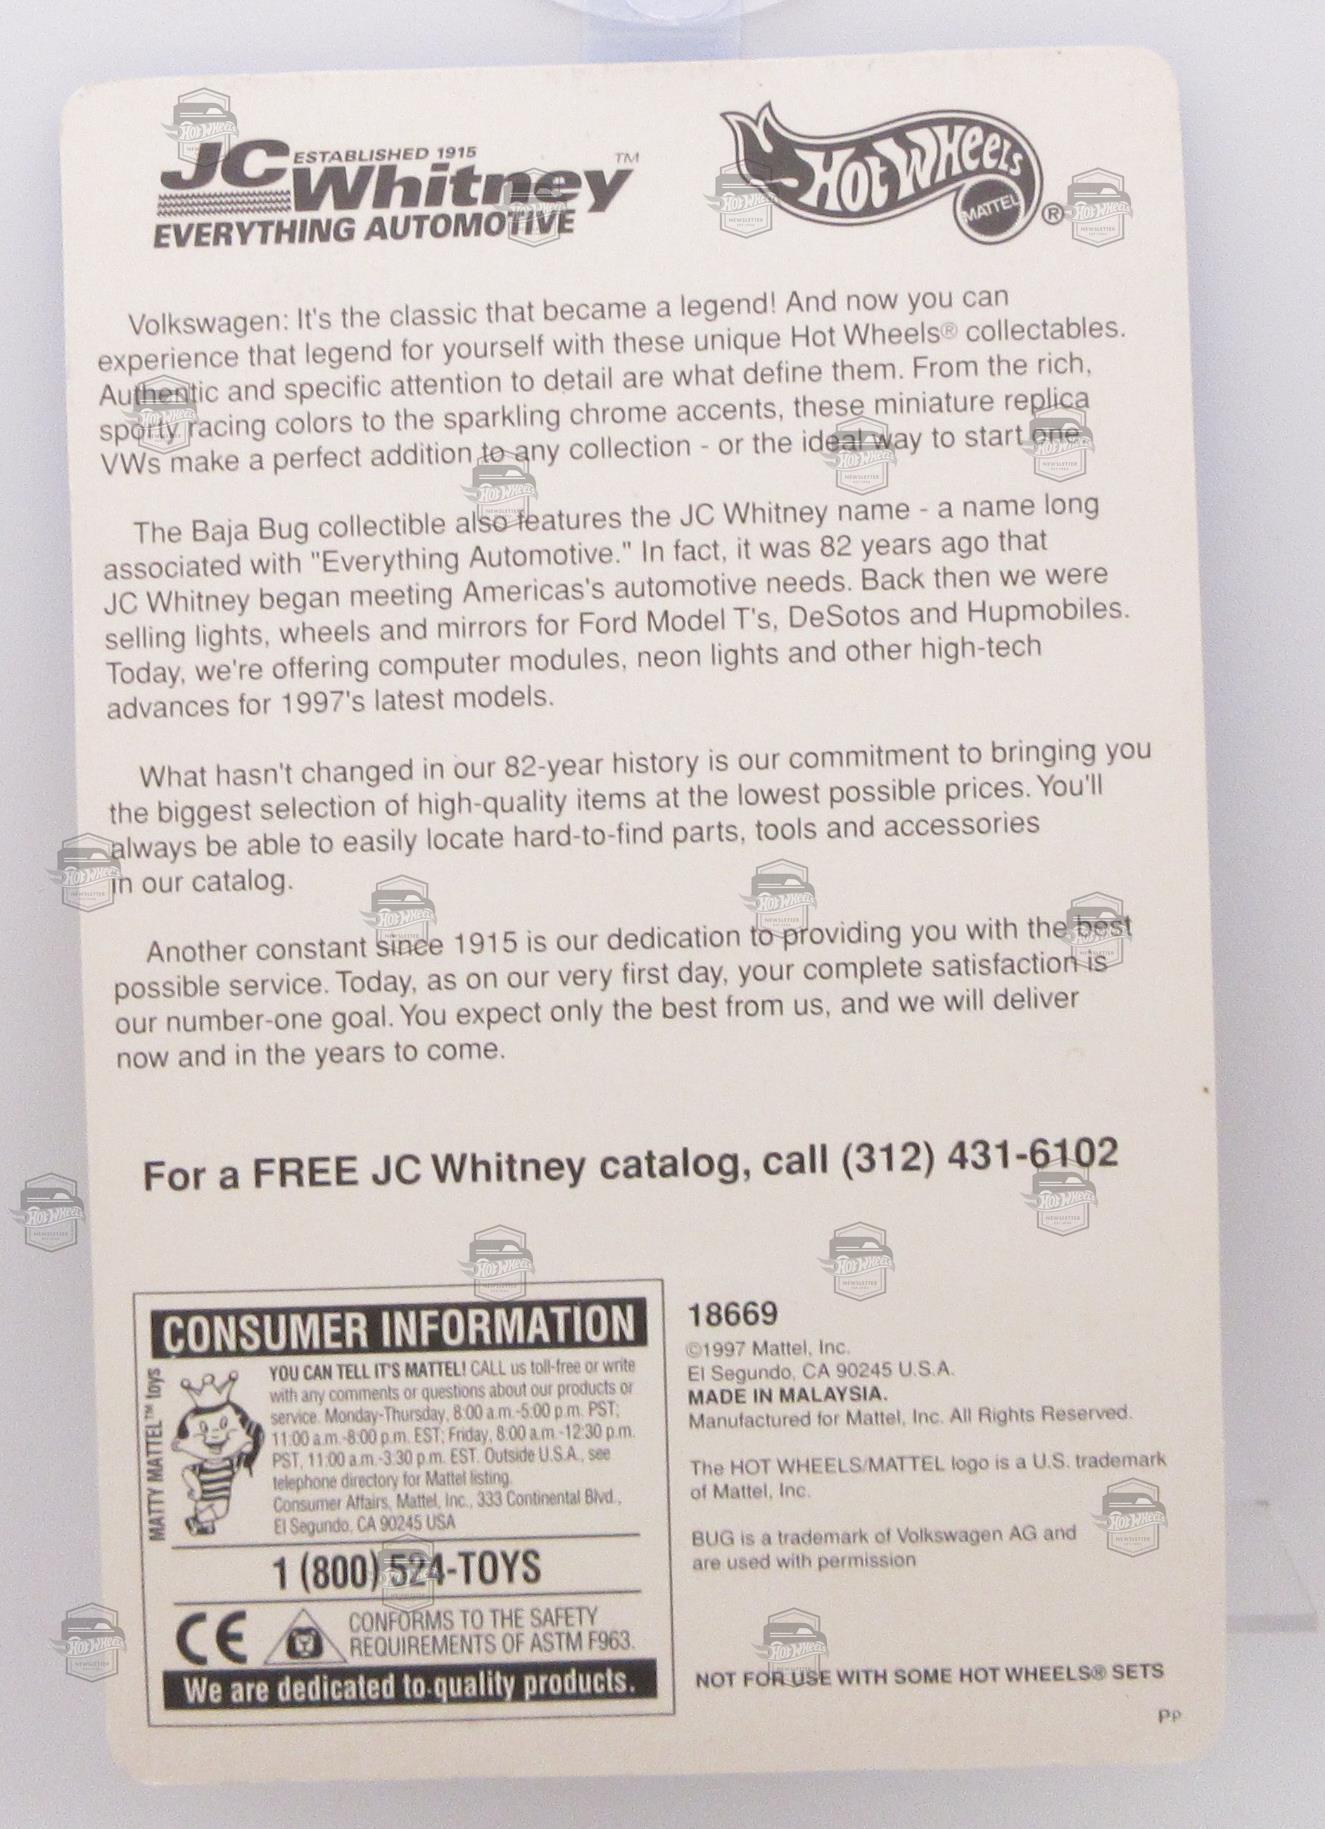 JC Whitney
ESTABLISHED 1915
™
EVERYTHING AUTOMOTIVE
HOT WHEELS
MATTEL
®
Volkswagen: It's the classic that became a legend! And now you can
experience that legend for yourself with these unique Hot Wheels® collectables.
Authentic and specific attention to detail are what define them. From the rich,
sporty racing colors to the sparkling chrome accents, these miniature replica
VWs make a perfect addition to any collection - or the ideal way to start one.
The Baja Bug collectible also features the JC Whitney name - a name long
associated with "Everything Automotive." In fact, it was 82 years ago that
JC Whitney began meeting Americas's automotive needs. Back then we were
selling lights, wheels and mirrors for Ford Model T's, DeSotos and Hupmobiles.
Today, we're offering computer modules, neon lights and other high-tech
advances for 1997's latest models.
What hasn't changed in our 82-year history is our commitment to bringing you
the biggest selection of high-quality items at the lowest possible prices. You'll
always be able to easily locate hard-to-find parts, tools and accessories
in our catalog.
Another constant since 1915 is our dedication to providing you with the best
possible service. Today, as on our very first day, your complete satisfaction is
our number-one goal. You expect only the best from us, and we will deliver
now and in the years to come.
For a FREE JC Whitney catalog, call (312) 431-6102
CONSUMER INFORMATION
MATTY MATTEL™ toys
YOU CAN TELL IT'S MATTEL! CALL us toll-free or write
with any comments or questions about our products or
service. Monday-Thursday, 8:00 a.m.-5:00 p.m. PST;
11:00 a.m.-8:00 p.m. EST; Friday, 8:00 a.m.-12:30 p.m.
PST, 11:00 a.m.-3:30 p.m. EST. Outside U.S.A., see
telephone directory for Mattel listing.
Consumer Affairs, Mattel, Inc., 333 Continental Blvd.,
El Segundo, CA 90245 USA
1 (800) 524-TOYS
CE
CONFORMS TO THE SAFETY
REQUIREMENTS OF ASTM F963.
We are dedicated to quality products.
18669
©1997 Mattel, Inc.
El Segundo, CA 90245 U.S.A.
MADE IN MALAYSIA.
Manufactured for Mattel, Inc. All Rights Reserved.
The HOT WHEELS/MATTEL logo is a U.S. trademark
of Mattel, Inc.
BUG is a trademark of Volkswagen AG and
are used with permission
NOT FOR USE WITH SOME HOT WHEELS® SETS
PP